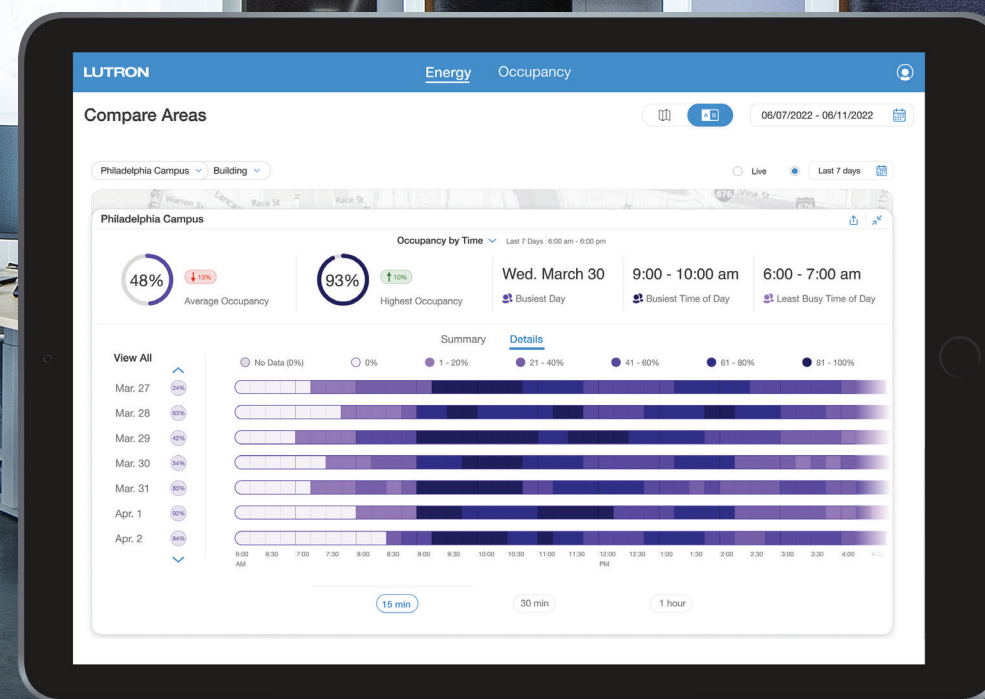 LUTRON
Energy Occupancy
Compare Areas
A B
06/07/2022 - 06/11/2022
Philadelphia Campus Building
Live Last 7 days
Warren St.
Race St
Race St.
676
Vine St.
676
Philadelphia Campus
Occupancy by Time Last 7 Days 6:00 am - 6:00 pm
48% 13% Average Occupancy
93% 10% Highest Occupancy
Wed. March 30
Busiest Day
9:00 - 10:00 am
Busiest Time of Day
6:00 - 7:00 am
Least Busy Time of Day
Summary Details
View All
No Data (0%) 0% 1 - 20% 21 - 40% 41 - 60% 61 - 80% 81 - 100%
Mar. 27 24%
Mar. 28 63%
Mar. 29 42%
Mar. 30 54%
Mar. 31 83%
Apr. 1 92%
Apr. 2 84%
6:00 AM 6:30 7:00 7:30 8:00 8:30 9:00 9:30 10:00 10:30 11:00 11:30 12:00 PM 12:30 1:00 1:30 2:00 2:30 3:00 3:30 4:00
15 min 30 min 1 hour